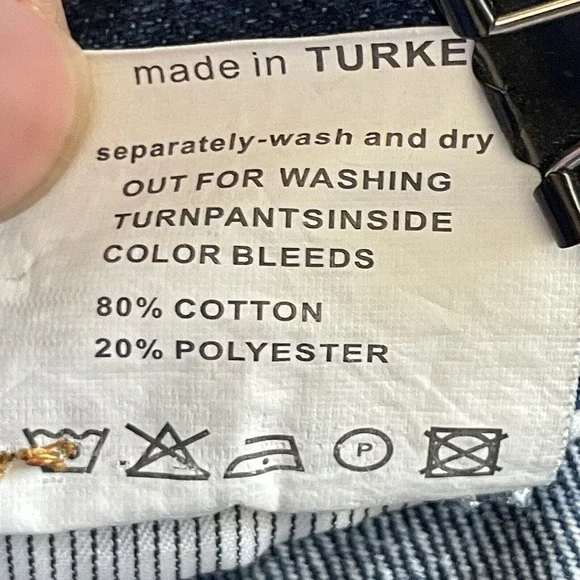 made in TURKE
separately-wash and dry
OUT FOR WASHING
TURNPANTSINSIDE
COLOR BLEEDS
80% COTTON
20% POLYESTER
P